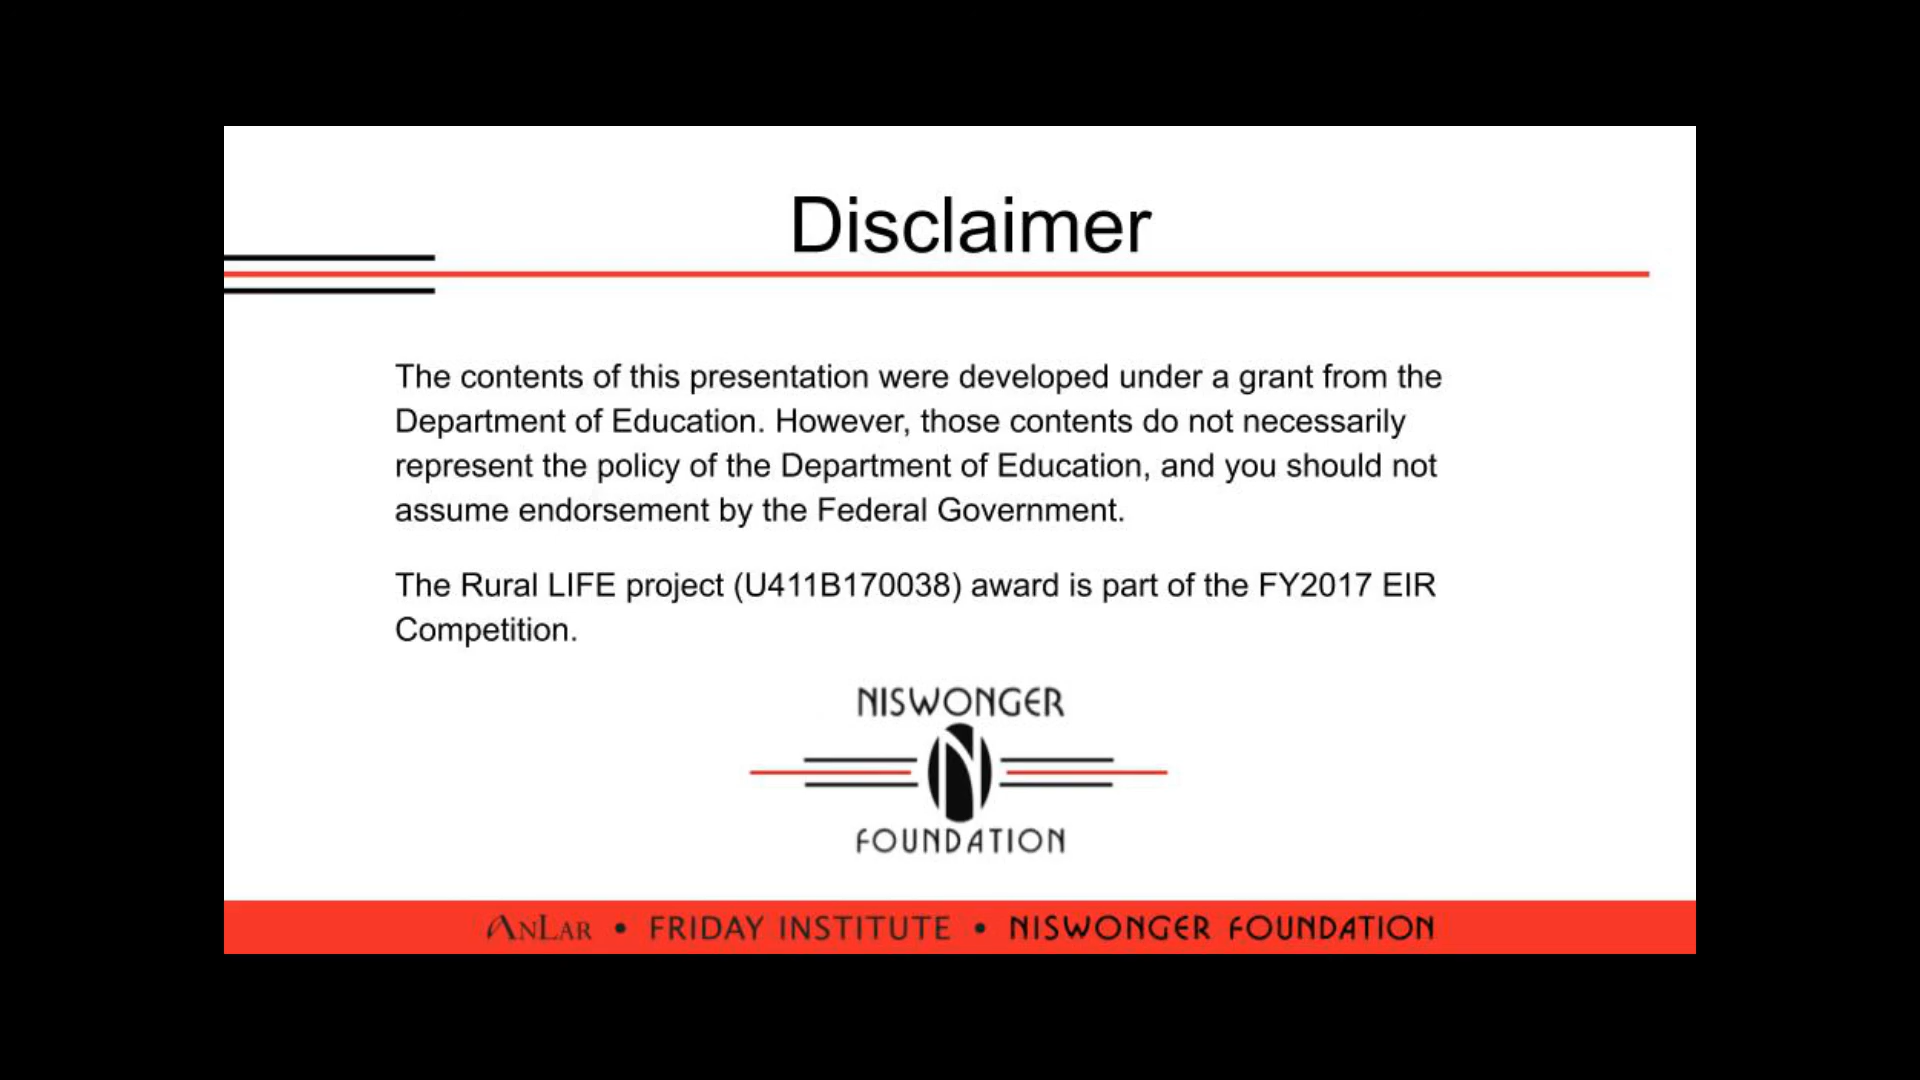 Disclaimer
The contents of this presentation were developed under a grant from the
Department of Education. However, those contents do not necessarily
represent the policy of the Department of Education, and you should not
assume endorsement by the Federal Government.
The Rural LIFE project (U411B170038) award is part of the FY2017 EIR
Competition.
NISWONGER
N
FOUNDATION
ANLAR • FRIDAY INSTITUTE • NISWONGER FOUNDATION